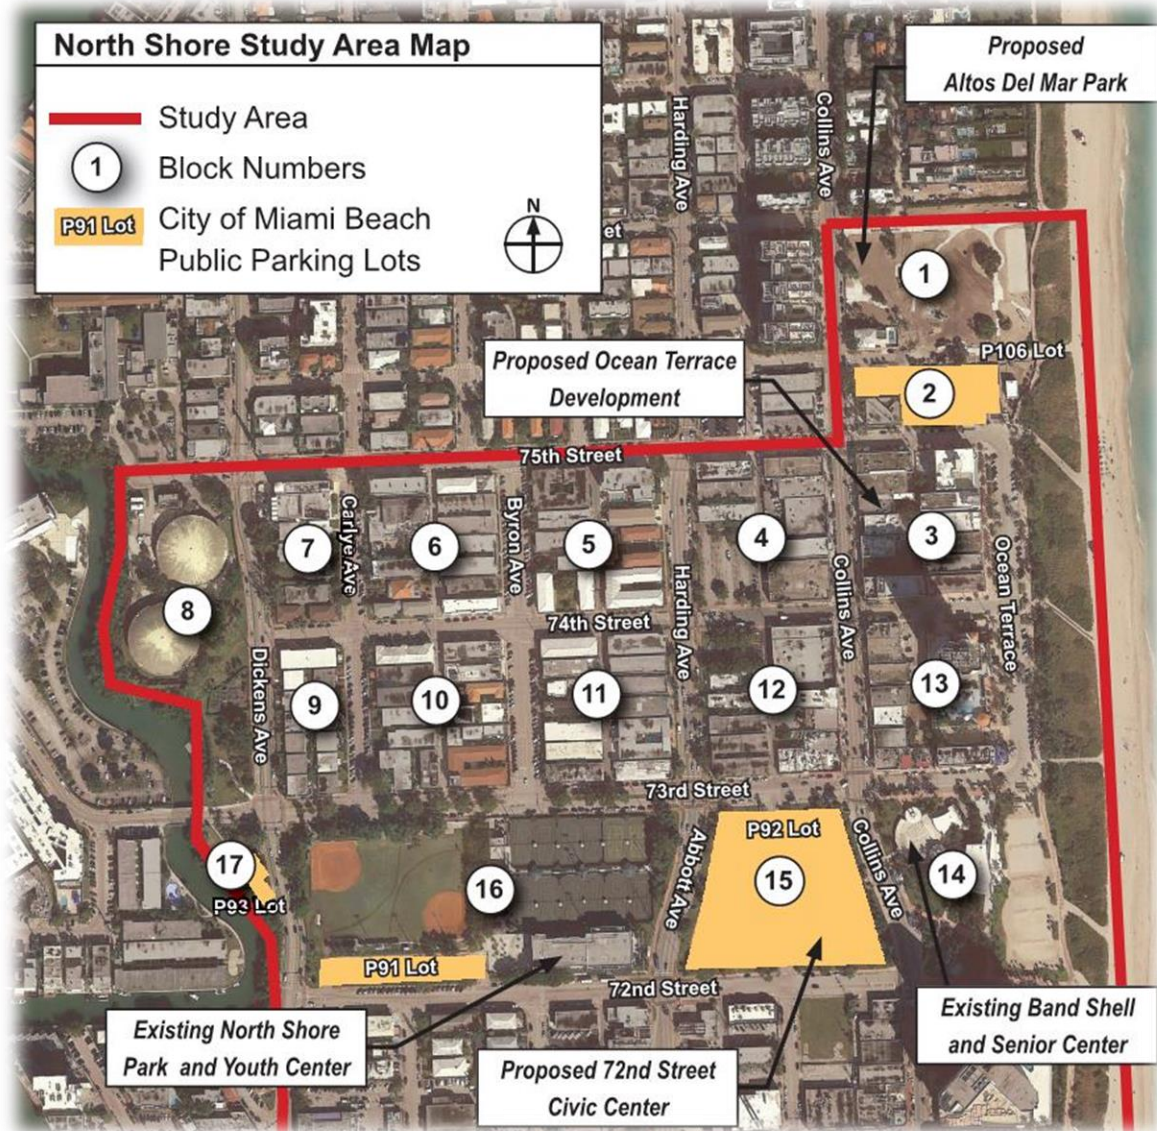 North Shore Study Area Map
Study Area
1
Block Numbers
P91 Lot
City of Miami Beach
Public Parking Lots
N
et
Harding Ave
Collins Ave
Proposed
Altos Del Mar Park
1
P106 Lot
2
Proposed Ocean Terrace
Development
75th Street
Carlye Ave
Byron Ave
7
6
5
4
3
8
Harding Ave
Collins Ave
Ocean Terrace
74th Street
Dickens Ave
9
10
11
12
13
73rd Street
P92 Lot
Abbott Ave
Collins Ave
17
16
15
14
P93 Lot
P91 Lot
72nd Street
Existing North Shore
Park and Youth Center
Proposed 72nd Street
Civic Center
Existing Band Shell
and Senior Center